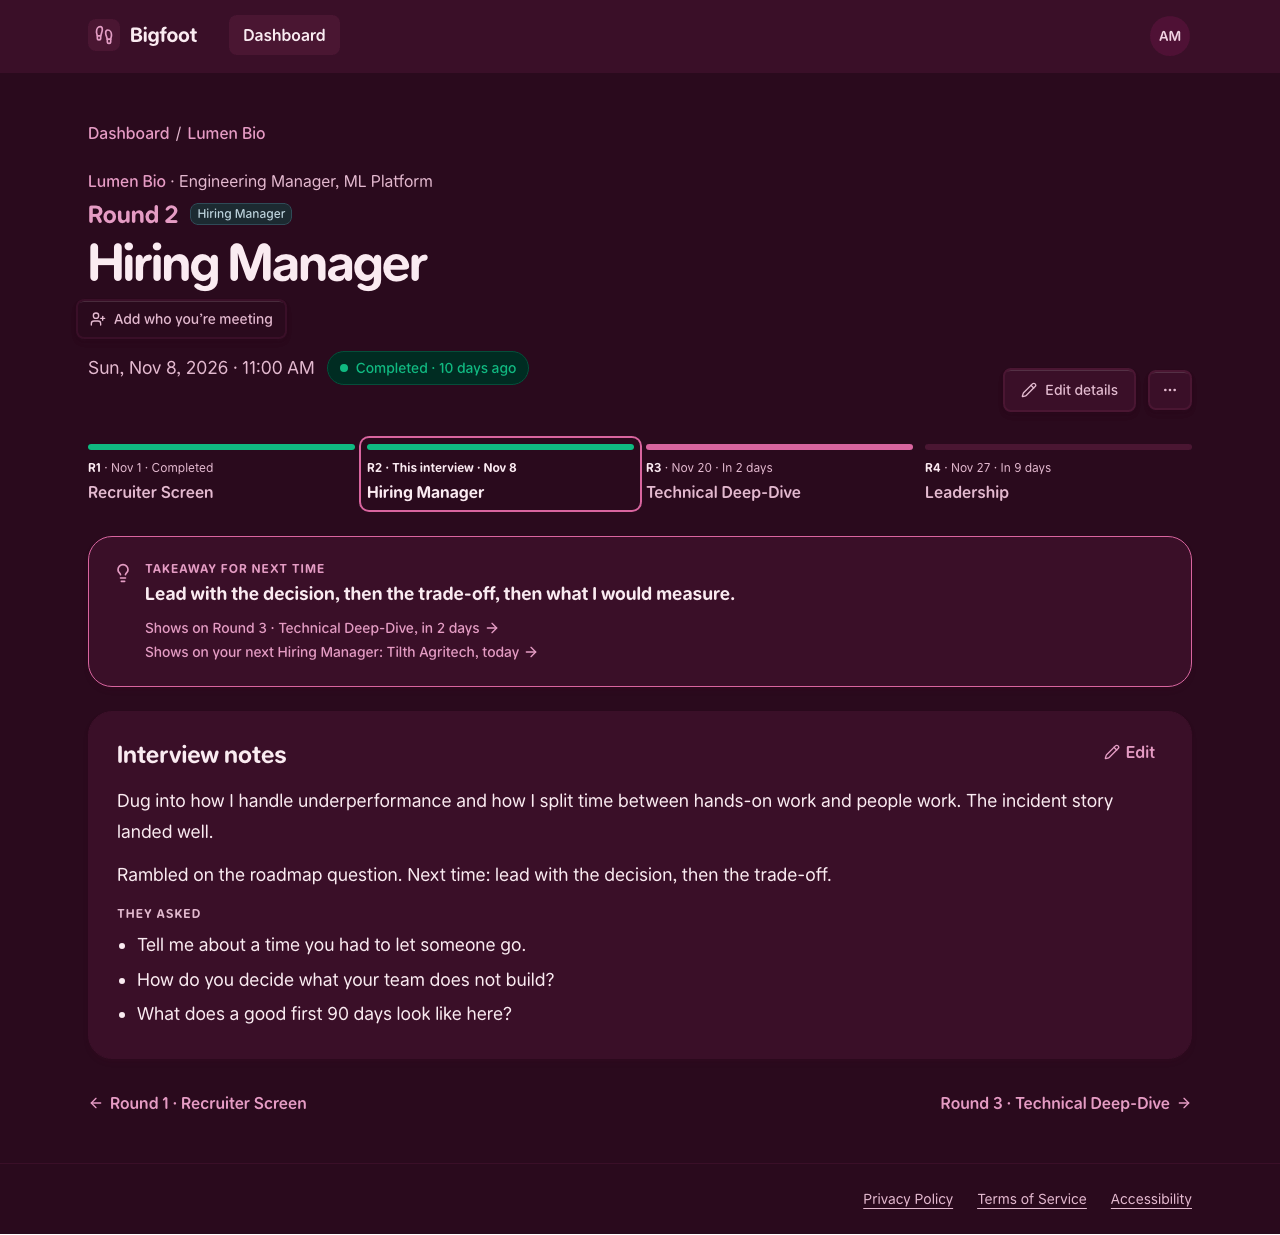 Bigfoot
Dashboard
AM
Dashboard / Lumen Bio
Lumen Bio · Engineering Manager, ML Platform
Round 2
Hiring Manager
Hiring Manager
Add who you’re meeting
Sun, Nov 8, 2026 · 11:00 AM
Completed · 10 days ago
Edit details
R1 · Nov 1 · Completed
Recruiter Screen
R2 · This interview · Nov 8
Hiring Manager
R3 · Nov 20 · In 2 days
Technical Deep-Dive
R4 · Nov 27 · In 9 days
Leadership
TAKEAWAY FOR NEXT TIME
Lead with the decision, then the trade-off, then what I would measure.
Shows on Round 3 · Technical Deep-Dive, in 2 days →
Shows on your next Hiring Manager: Tilth Agritech, today →
Interview notes
Edit
Dug into how I handle underperformance and how I split time between hands-on work and people work. The incident story
landed well.
Rambled on the roadmap question. Next time: lead with the decision, then the trade-off.
THEY ASKED
• Tell me about a time you had to let someone go.
• How do you decide what your team does not build?
• What does a good first 90 days look like here?
← Round 1 · Recruiter Screen
Round 3 · Technical Deep-Dive →
Privacy Policy
Terms of Service
Accessibility